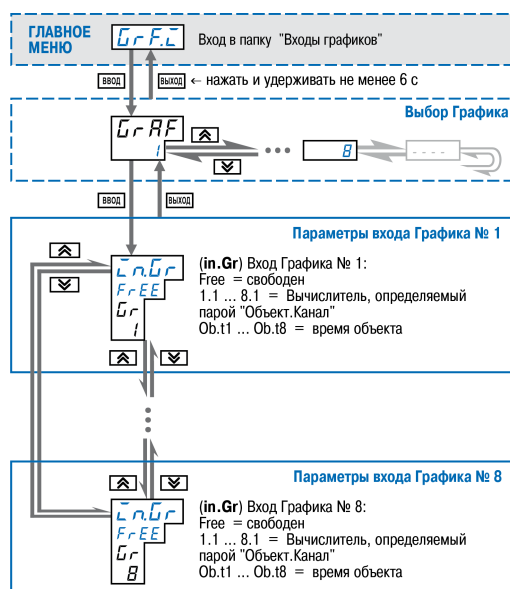 ГЛАВНОЕ МЕНЮ
GrF.i
Вход в папку "Входы графиков"
ВВОД
ВЫХОД
← нажать и удерживать не менее 6 с
Выбор Графика
GrAF
1
•••
8
----
ВВОД
ВЫХОД
Параметры входа Графика № 1
in.Gr
FrEE
Gr
1
(in.Gr) Вход Графика № 1:
Free = свободен
1.1 ... 8.1 = Вычислитель, определяемый
парой "Объект.Канал"
Ob.t1 ... Ob.t8 = время объекта
Параметры входа Графика № 8
in.Gr
FrEE
Gr
8
(in.Gr) Вход Графика № 8:
Free = свободен
1.1 ... 8.1 = Вычислитель, определяемый
парой "Объект.Канал"
Ob.t1 ... Ob.t8 = время объекта